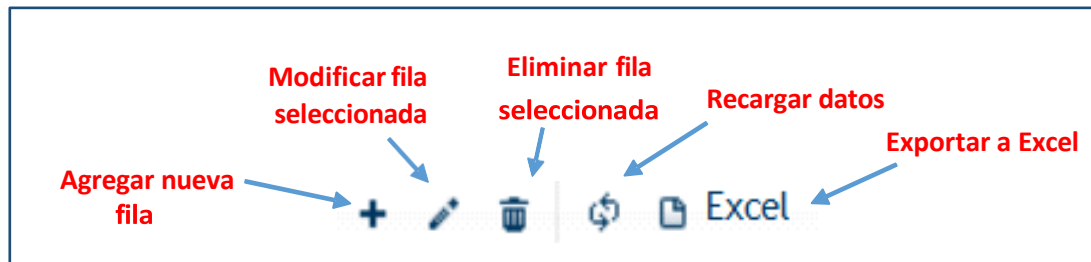 Modificar fila
seleccionada
Eliminar fila
seleccionada
Recargar datos
Exportar a Excel
Agregar nueva
fila
Excel